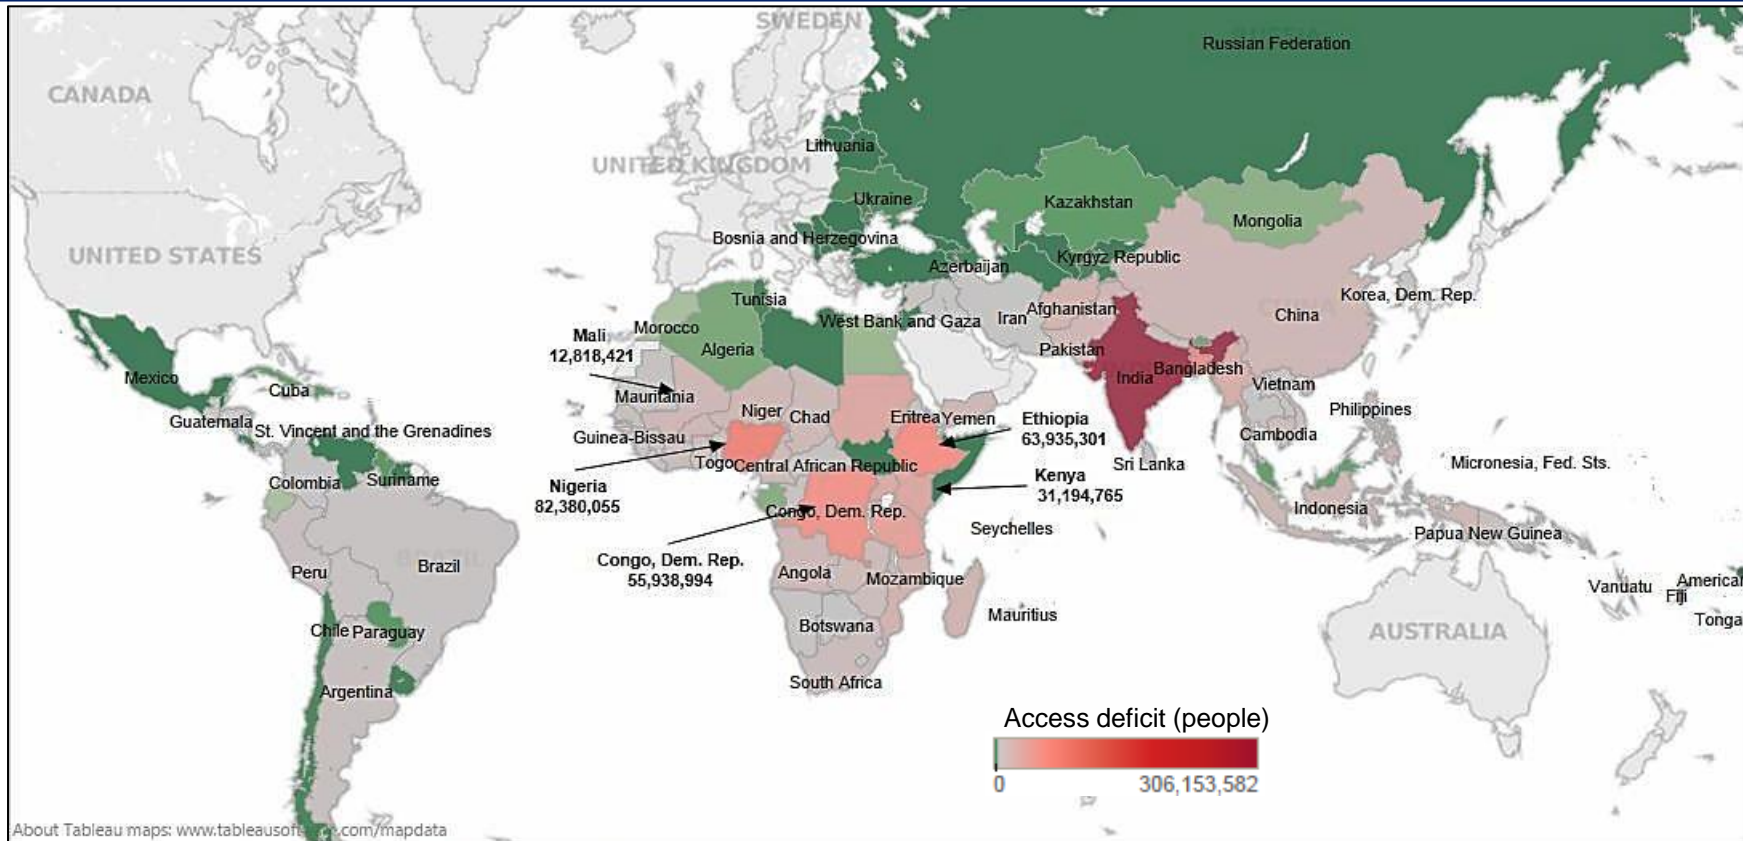 SWEDEN
Russian Federation
CANADA
Lithuania
UNITED KINGDOM
Ukraine
Kazakhstan
Mongolia
Bosnia and Herzegovina
UNITED STATES
Azerbaijan
Kyrgyz Republic
Korea, Dem. Rep.
Tunisia
West Bank and Gaza
Iran
Afghanistan
CHINA
China
Morocco
Mali
12,818,421
Algeria
Pakistan
Bangladesh
India
Mexico
Cuba
Mauritania
Vietnam
Guatemala
St. Vincent and the Grenadines
Niger
Chad
Eritrea
Yemen
Ethiopia
63,935,301
Philippines
Guinea-Bissau
Cambodia
Togo
Central African Republic
Sri Lanka
Micronesia, Fed. Sts.
Colombia
Suriname
Nigeria
82,380,055
Kenya
31,194,765
Congo, Dem. Rep.
Indonesia
Seychelles
Papua New Guinea
Congo, Dem. Rep.
55,938,994
BRAZIL
Brazil
Peru
Angola
Mozambique
Vanuatu
American
Fiji
Mauritius
Tonga
Chile
Paraguay
Botswana
AUSTRALIA
Argentina
South Africa
Access deficit (people)
0
306,153,582
About Tableau maps: www.tableausoft .com/mapdata